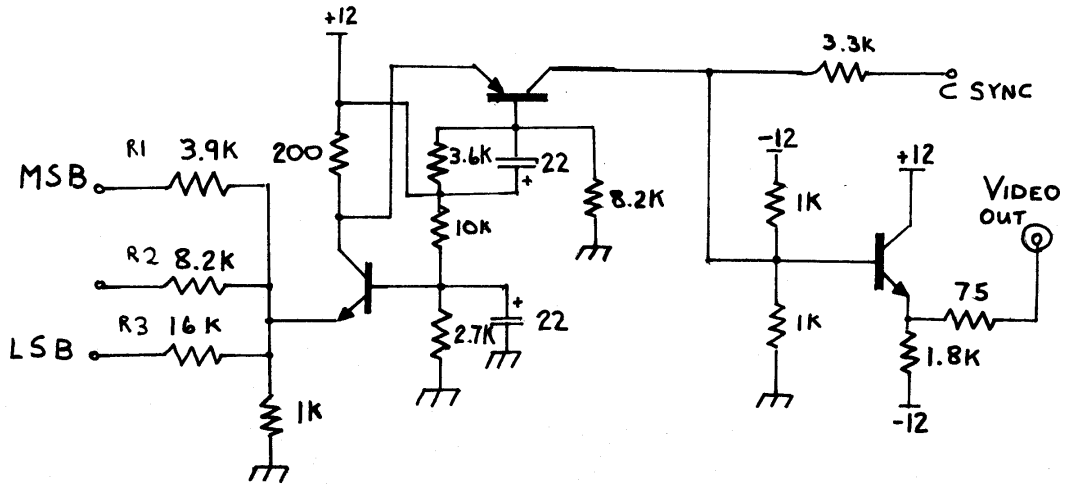 +12
3.3K
C SYNC
R1 3.9K
200
3.6K
22
+
-12
+12
MSB
8.2K
1K
VIDEO
OUT
10K
R2 8.2K
+
75
R3 16K
22
1K
LSB
2.7K
1.8K
1K
-12